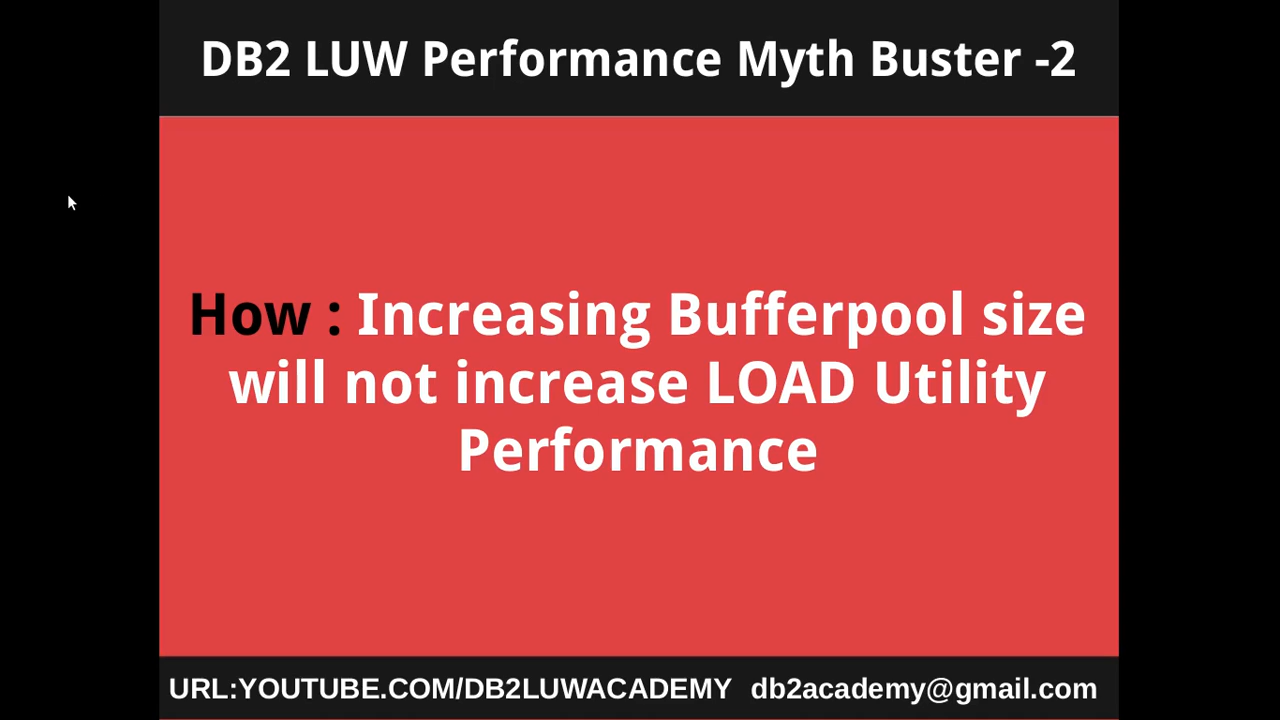 DB2 LUW Performance Myth Buster -2
How : Increasing Bufferpool size
will not increase LOAD Utility
Performance
URL:YOUTUBE.COM/DB2LUWACADEMY db2academy@gmail.com